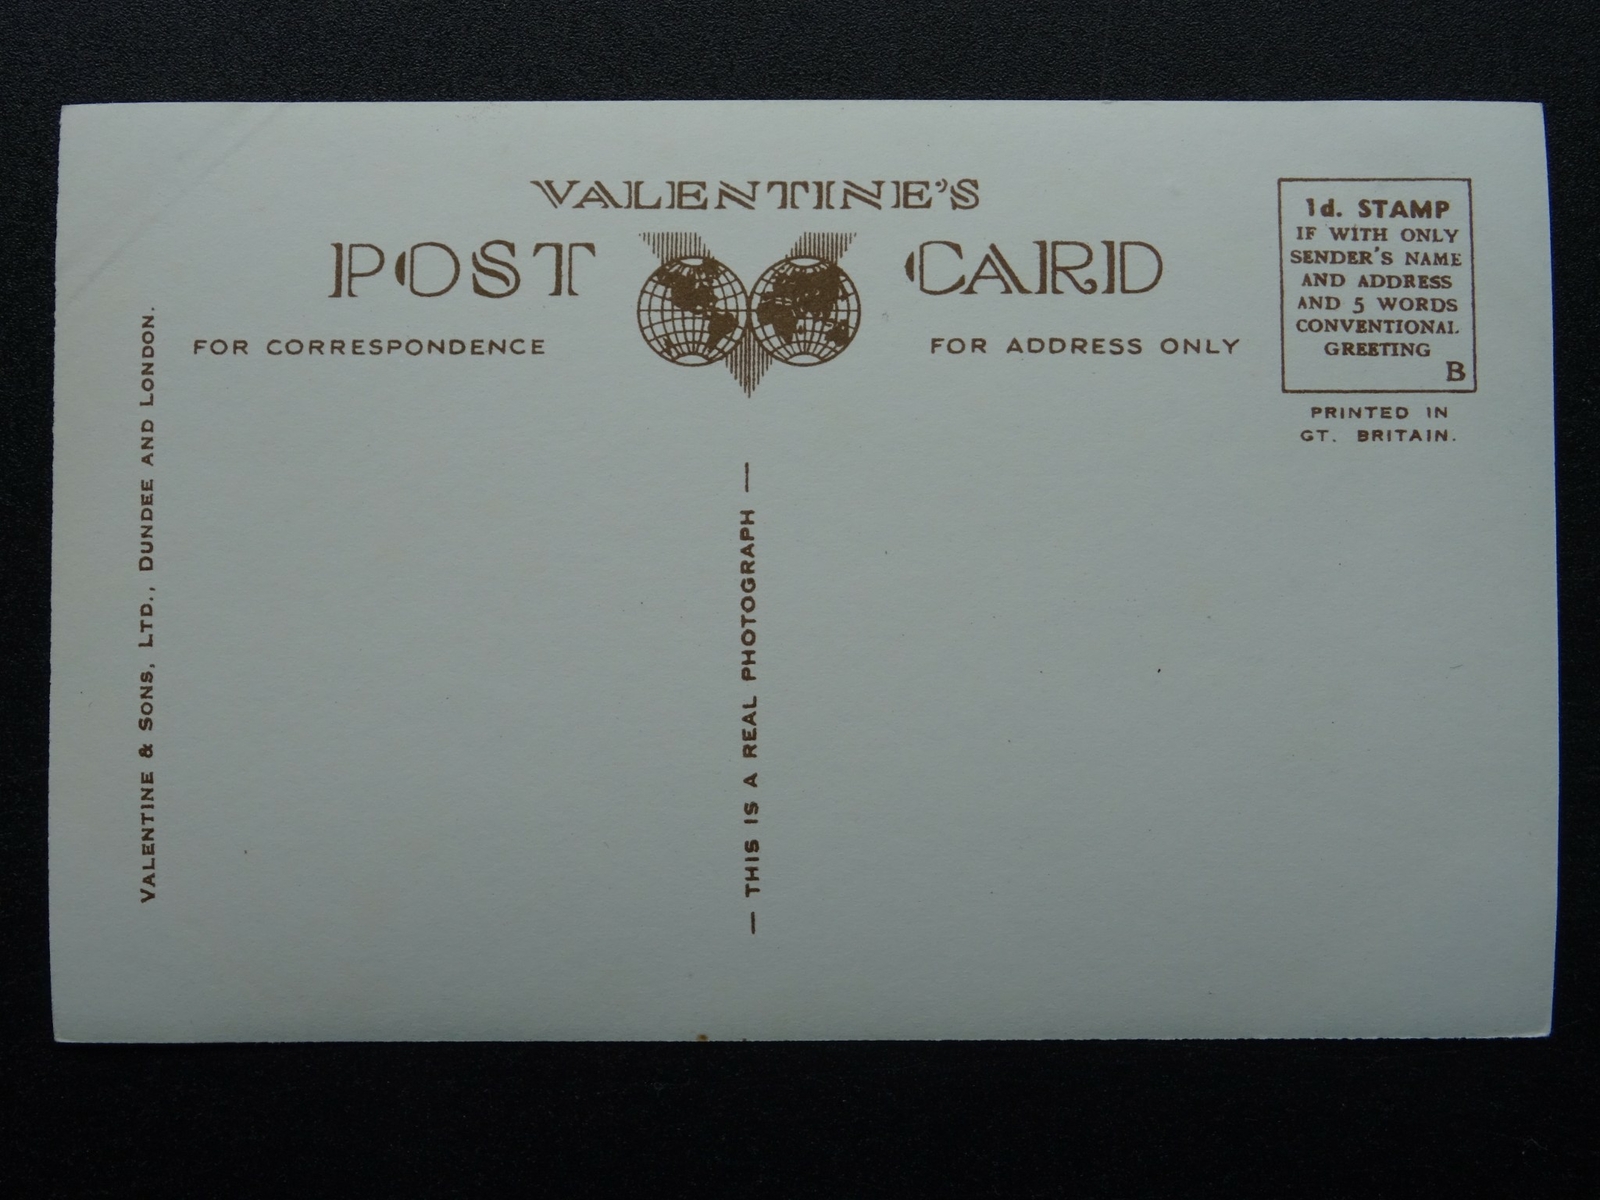 VALENTINE'S
POST CARD
FOR CORRESPONDENCE
FOR ADDRESS ONLY
1d. STAMP
IF WITH ONLY
SENDER'S NAME
AND ADDRESS
AND 5 WORDS
CONVENTIONAL
GREETING
B
PRINTED IN
GT. BRITAIN.
VALENTINE & SONS, LTD., DUNDEE AND LONDON.
— THIS IS A REAL PHOTOGRAPH —